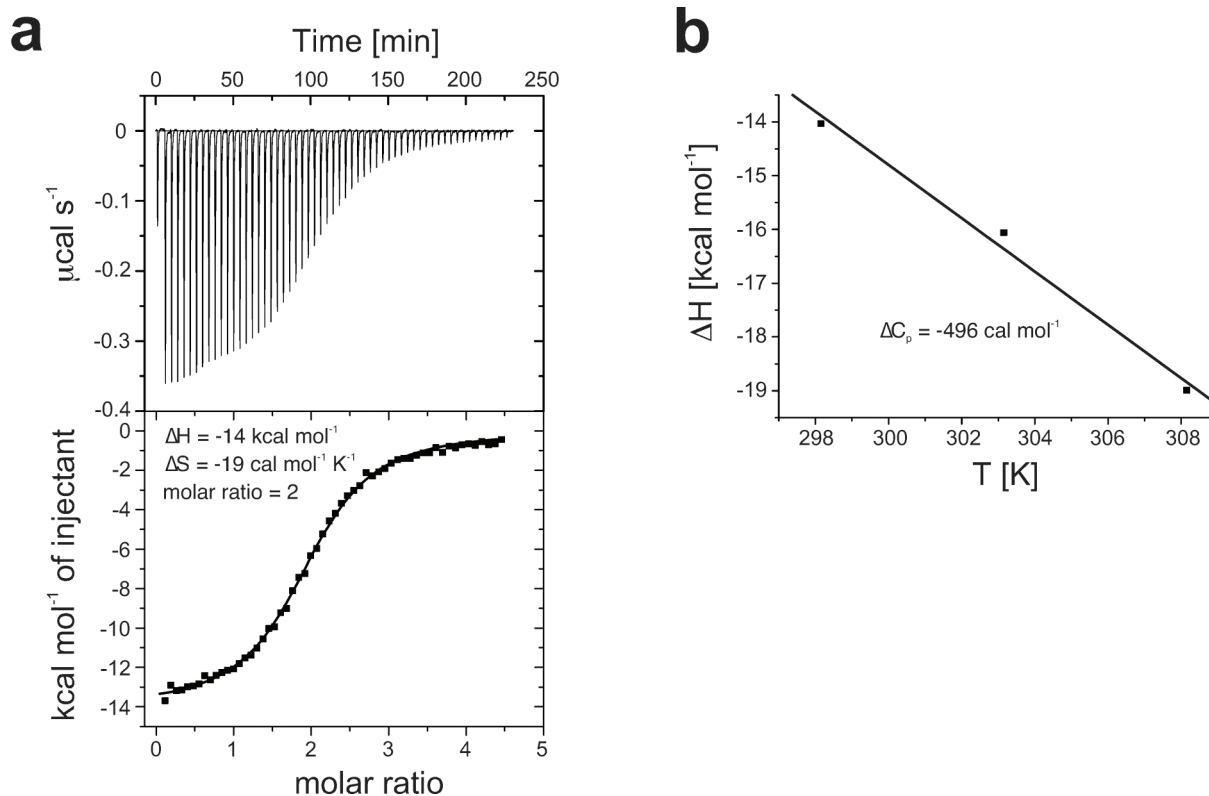 a
Time [min]
0 50 100 150 200 250
0
-0.1
-0.2
-0.3
-0.4
µcal s⁻¹
ΔH = -14 kcal mol⁻¹
ΔS = -19 cal mol⁻¹ K⁻¹
molar ratio = 2
0
-2
-4
-6
-8
-10
-12
-14
kcal mol⁻¹ of injectant
0 1 2 3 4 5
molar ratio
b
-14
-15
-16
-17
-18
-19
ΔH [kcal mol⁻¹]
ΔCₚ = -496 cal mol⁻¹
298 300 302 304 306 308
T [K]